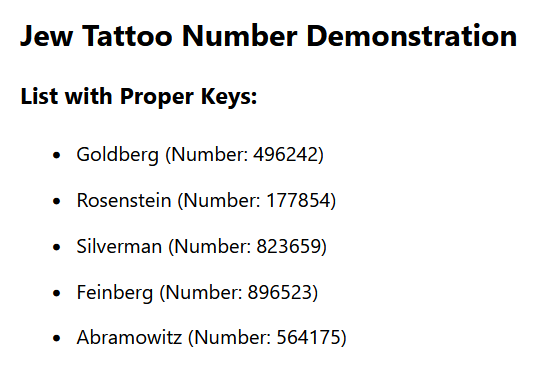 Jew Tattoo Number Demonstration
List with Proper Keys:
• Goldberg (Number: 496242)
• Rosenstein (Number: 177854)
• Silverman (Number: 823659)
• Feinberg (Number: 896523)
• Abramowitz (Number: 564175)